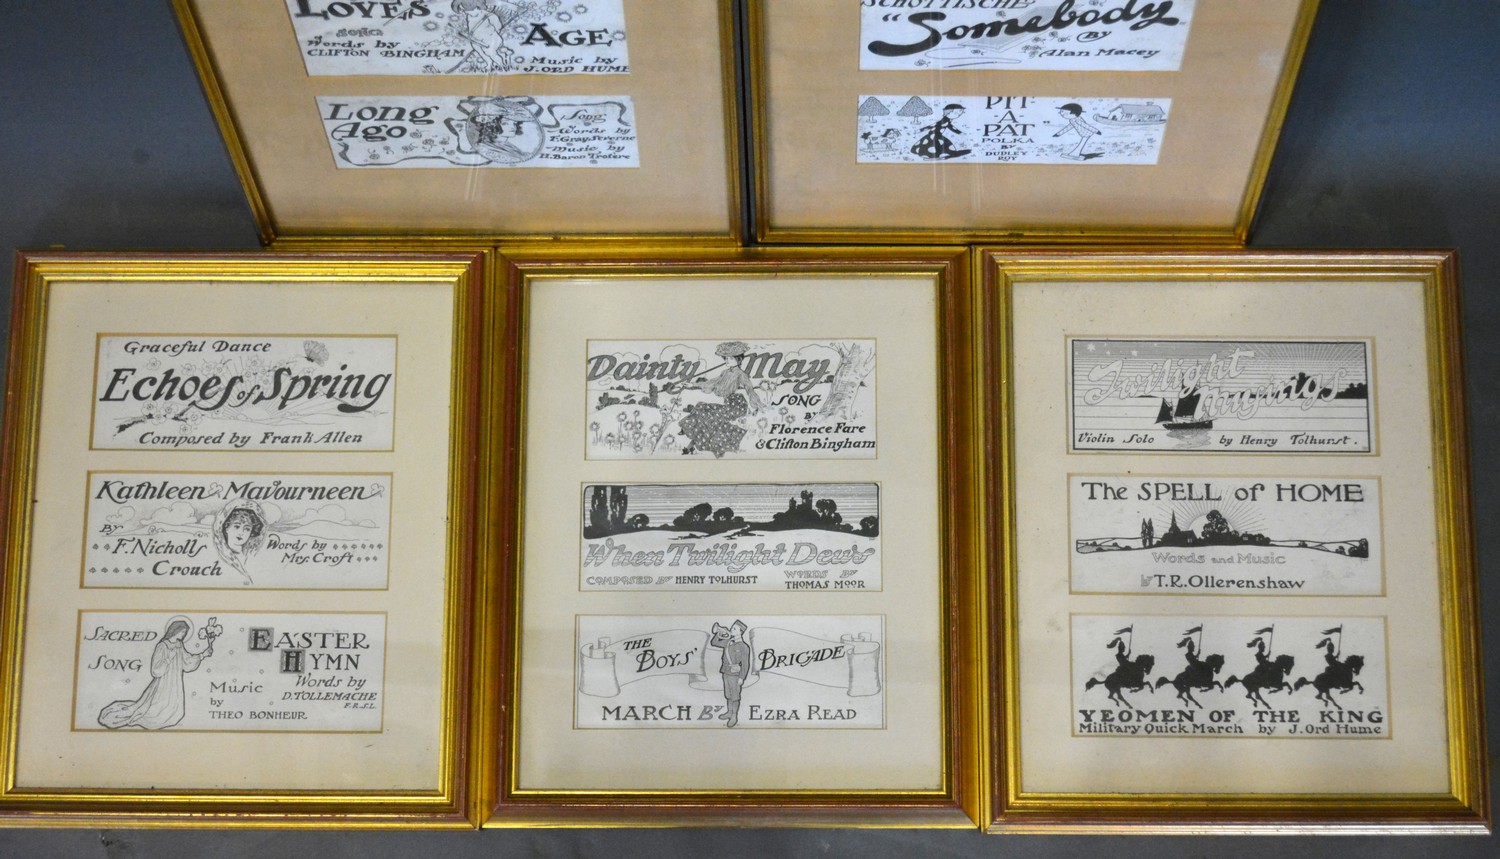 LOVE'S
AGE
SONG
Words by
CLIFTON BINGHAM
Music by
J. ORD HUME
LONG
AGO
Song
Words by
Music by
H. Baron Trotere
SCHOTTISCHE
"Somebody
By
Alan Macey
PIT-
A-
PAT"
POLKA
BY
DUDLEY
ROY
Graceful Dance
Echoes of Spring
Composed by Frank Allen
Kathleen Mavourneen
BY
F. Nicholls
Crouch
Words by
Mrs. Croft
SACRED
SONG
EASTER
HYMN
Words by
D. TOLLEMACHE
F.R.S.L.
Music
by
THEO BONHEUR
Dainty May
SONG
BY
Florence Fare
& Clifton Bingham
When Twilight Dews
COMPOSED BY HENRY TOLHURST
WORDS BY
THOMAS MOOR
THE
BOYS' BRIGADE
MARCH BY EZRA READ
Twilight
Musings
Violin Solo by Henry Tolhurst.
The SPELL of HOME
Words and Music
by T.R. Ollerenshaw
YEOMEN OF THE KING
Military Quick March by J. Ord Hume